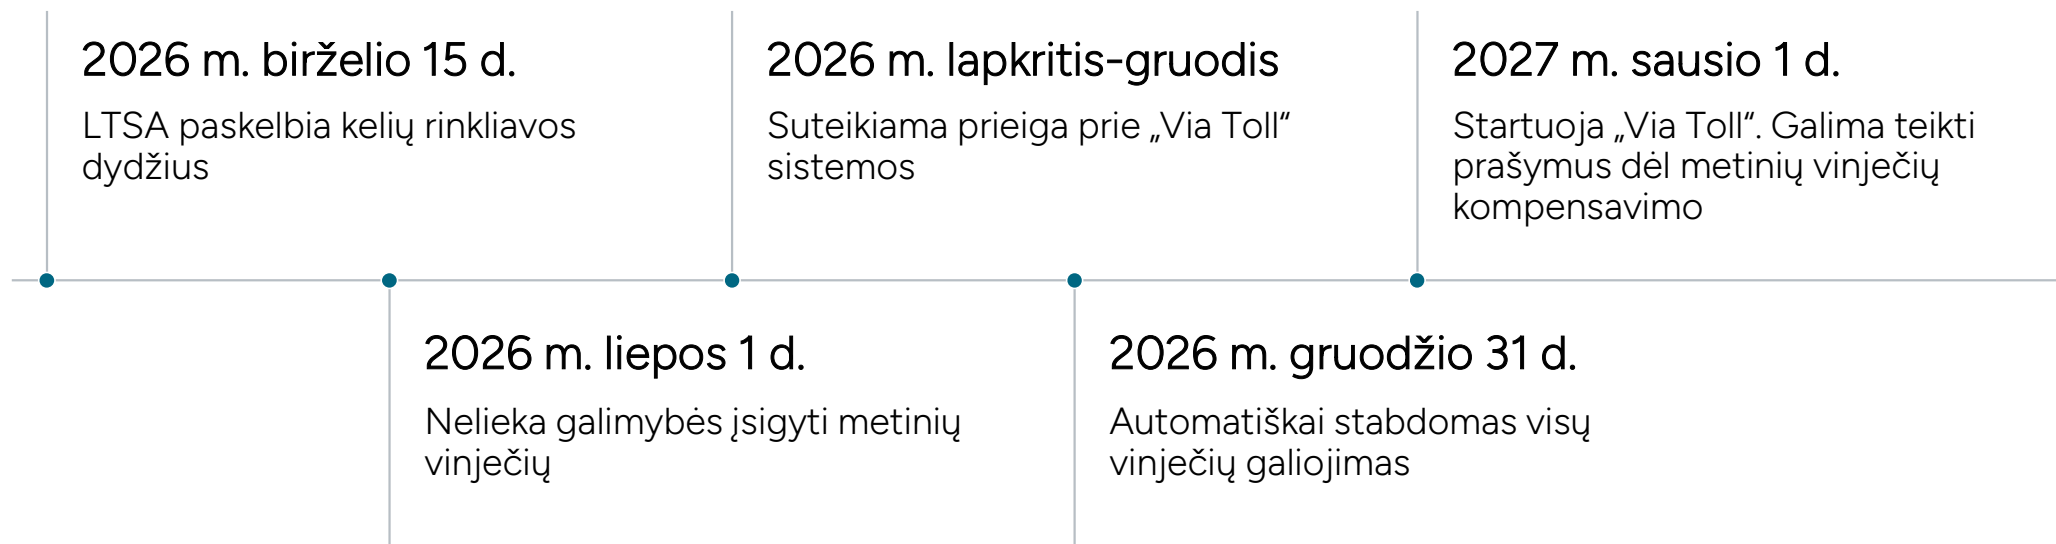 2026 m. birželio 15 d.
LTSA paskelbia kelių rinkliavos
dydžius
2026 m. liepos 1 d.
Nelieka galimybės įsigyti metinių
vinječių
2026 m. lapkritis-gruodis
Suteikiama prieiga prie „Via Toll“
sistemos
2026 m. gruodžio 31 d.
Automatiškai stabdomas visų
vinječių galiojimas
2027 m. sausio 1 d.
Startuoja „Via Toll“. Galima teikti
prašymus dėl metinių vinječių
kompensavimo